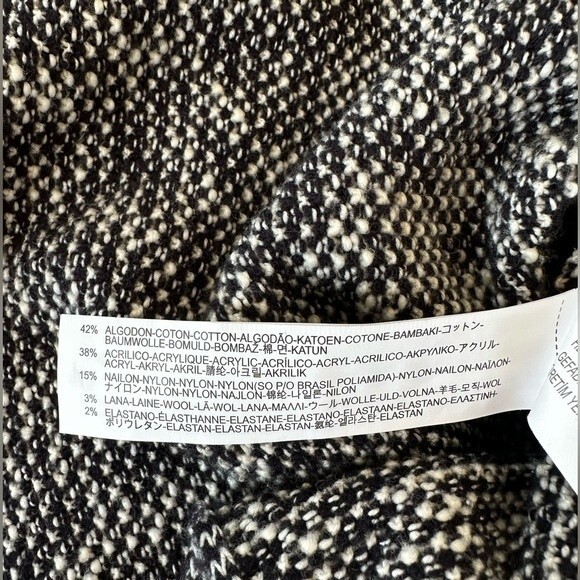 42% ALGODON-COTON-COTTON-ALGODÃO-KATOEN-COTONE-BAMBAKI-コットン-
BAUMWOLLE-BOMULD-BOMBAŽ-棉-면-KATUN
38% ACRILICO-ACRYLIQUE-ACRYLIC-ACRÍLICO-ACRYL-ACRILICO-ΑΚΡΥΛΙΚΟ-アクリル-
ACRYL-AKRYL-AKRIL-腈纶-아크릴-AKRILIK
15% NAILON-NYLON-NYLON-NYLON(SO P/O BRASIL POLIAMIDA)-NYLON-NAILON-ΝΑΪΛΟΝ-
ナイロン-NYLON-NYLON-NAJLON-锦纶-나일론-NILON
3% LANA-LAINE-WOOL-LÃ-WOL-LANA-ΜΑΛΛΙ-ウール-WOLLE-ULD-VOLNA-羊毛-모직-WOL
2% ELASTANO-ÉLASTHANNE-ELASTANE-ELASTANO-ELASTAAN-ELASTANO-ΕΛΑΣΤΙΝΗ-
ポリウレタン-ELASTAN-ELASTAN-ELASTAN-氨纶-엘라스탄-ELASTAN
GEFA
RETIM